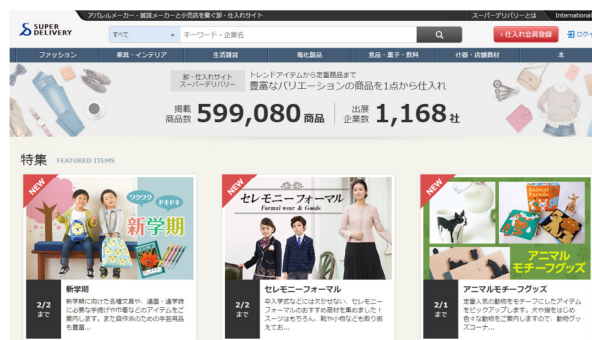 アパレルメーカー・雑貨メーカーと小売店を繋ぐ卸・仕入れサイト
スーパーデリバリーとは
International
SUPER
DELIVERY
すべて
キーワード・企業名
仕入れ会員登録
ログイ
ファッション
家具・インテリア
生活雑貨
電化製品
食品・菓子・飲料
什器・店舗資材
本
卸・仕入れサイト
スーパーデリバリー
トレンドアイテムから定番商品まで
豊富なバリエーションの商品を1点から仕入れ
掲載
商品数 599,080 商品
出展
企業数 1,168 社
特集 FEATURED ITEMS
NEW
ワクワク
ドキドキ
新学期
2/2
まで
新学期
新学期に向けた各種文具や、通園・通学時
に必要な手提げや巾着などのアイテムをご
案内します。また自作派のための手芸用品
も豊富...
NEW
セレモニーフォーマル
Formal wear & Goods
2/2
まで
セレモニーフォーマル
卒入学式などには欠かせない、セレモニー
フォーマルのおすすめ商材を集めました!
スーツはもちろん、靴や小物なども取り揃
えてお...
NEW
Animal
アニマル
モチーフグッズ
2/1
まで
アニマルモチーフグッズ
定番人気の動物をモチーフにしたアイテム
をピックアップします。犬や猫をはじめ
色々な動物をご案内しますので、動物グッ
ズコーナ...